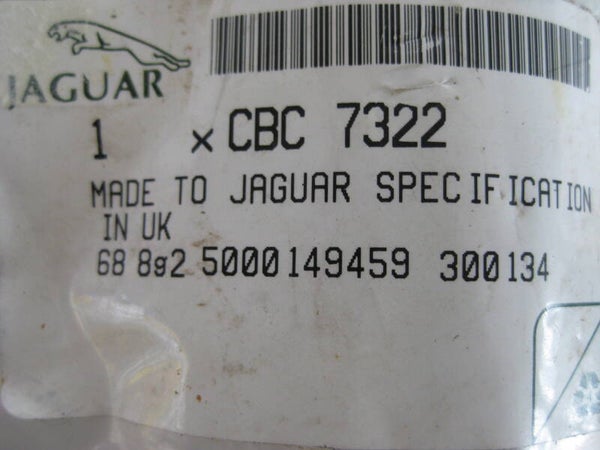 JAGUAR
1 x CBC 7322
MADE TO JAGUAR SPECIFICATION
IN UK
68 8g2 5000149459 300134